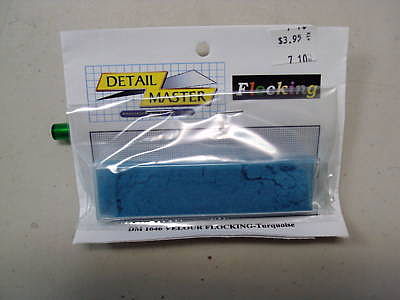 $3.95
7.10
DETAIL
MASTER
Flocking
DM 1646 VELOUR FLOCKING-Turquoise